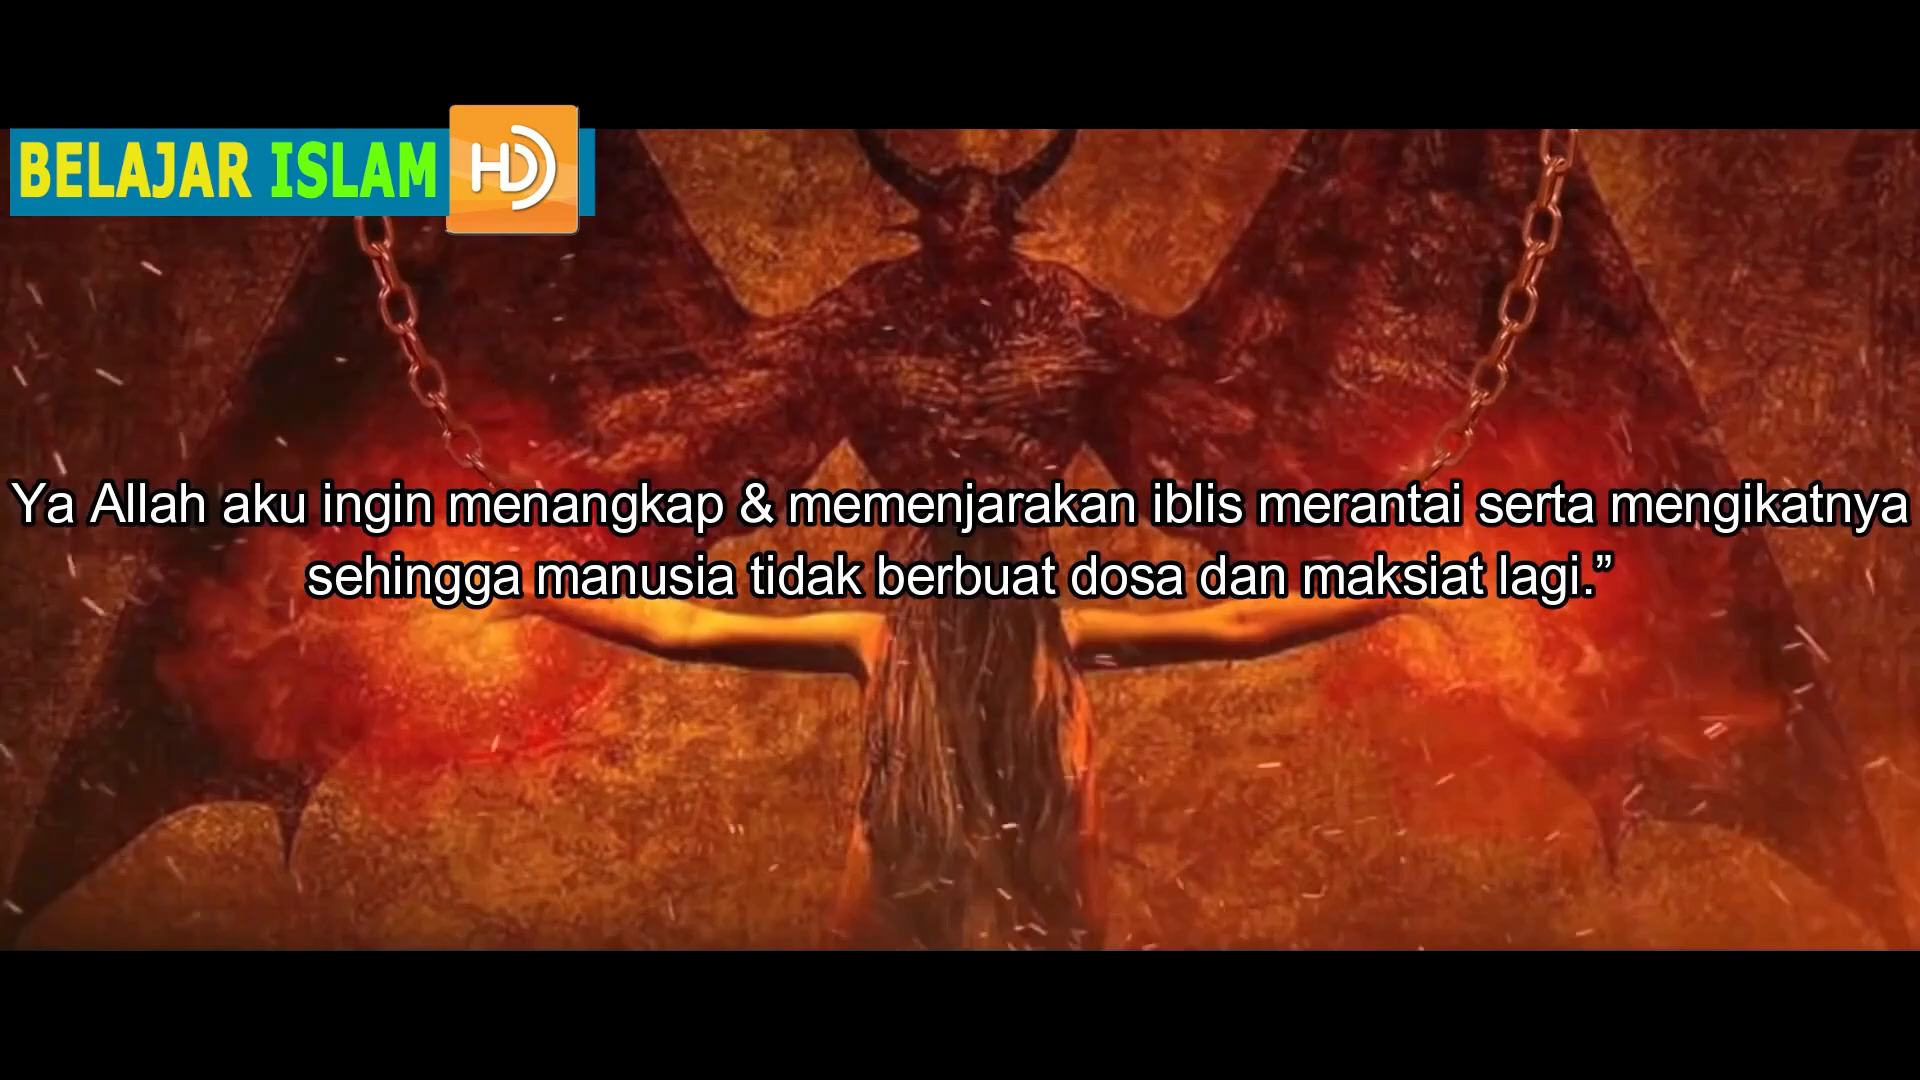 BELAJAR ISLAM HD
Ya Allah aku ingin menangkap & memenjarakan iblis merantai serta mengikatnya
sehingga manusia tidak berbuat dosa dan maksiat lagi.”